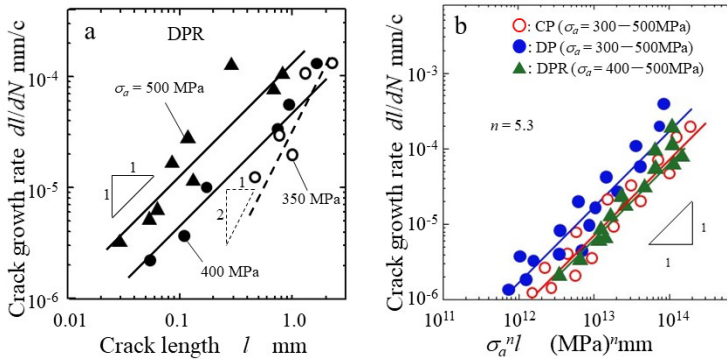 a
DPR
Crack growth rate dl/dN mm/c
10⁻⁴
10⁻⁵
10⁻⁶
σₐ = 500 MPa
1
1
1
2
350 MPa
400 MPa
0.01
0.1
1.0
Crack length l mm
b
: CP (σₐ = 300−500MPa)
: DP (σₐ = 300−500MPa)
: DPR (σₐ = 400−500MPa)
n = 5.3
Crack growth rate dl/dN mm/c
10⁻²
10⁻³
10⁻⁴
10⁻⁵
10⁻⁶
1
1
10¹¹
10¹²
10¹³
10¹⁴
σₐⁿl (MPa)ⁿmm